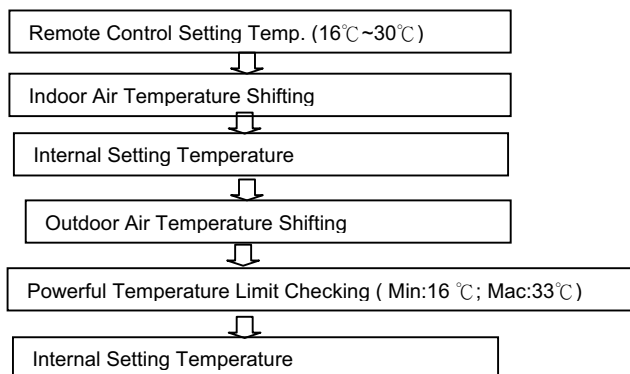 Remote Control Setting Temp. (16℃~30℃)
Indoor Air Temperature Shifting
Internal Setting Temperature
Outdoor Air Temperature Shifting
Powerful Temperature Limit Checking ( Min:16 ℃; Mac:33℃)
Internal Setting Temperature